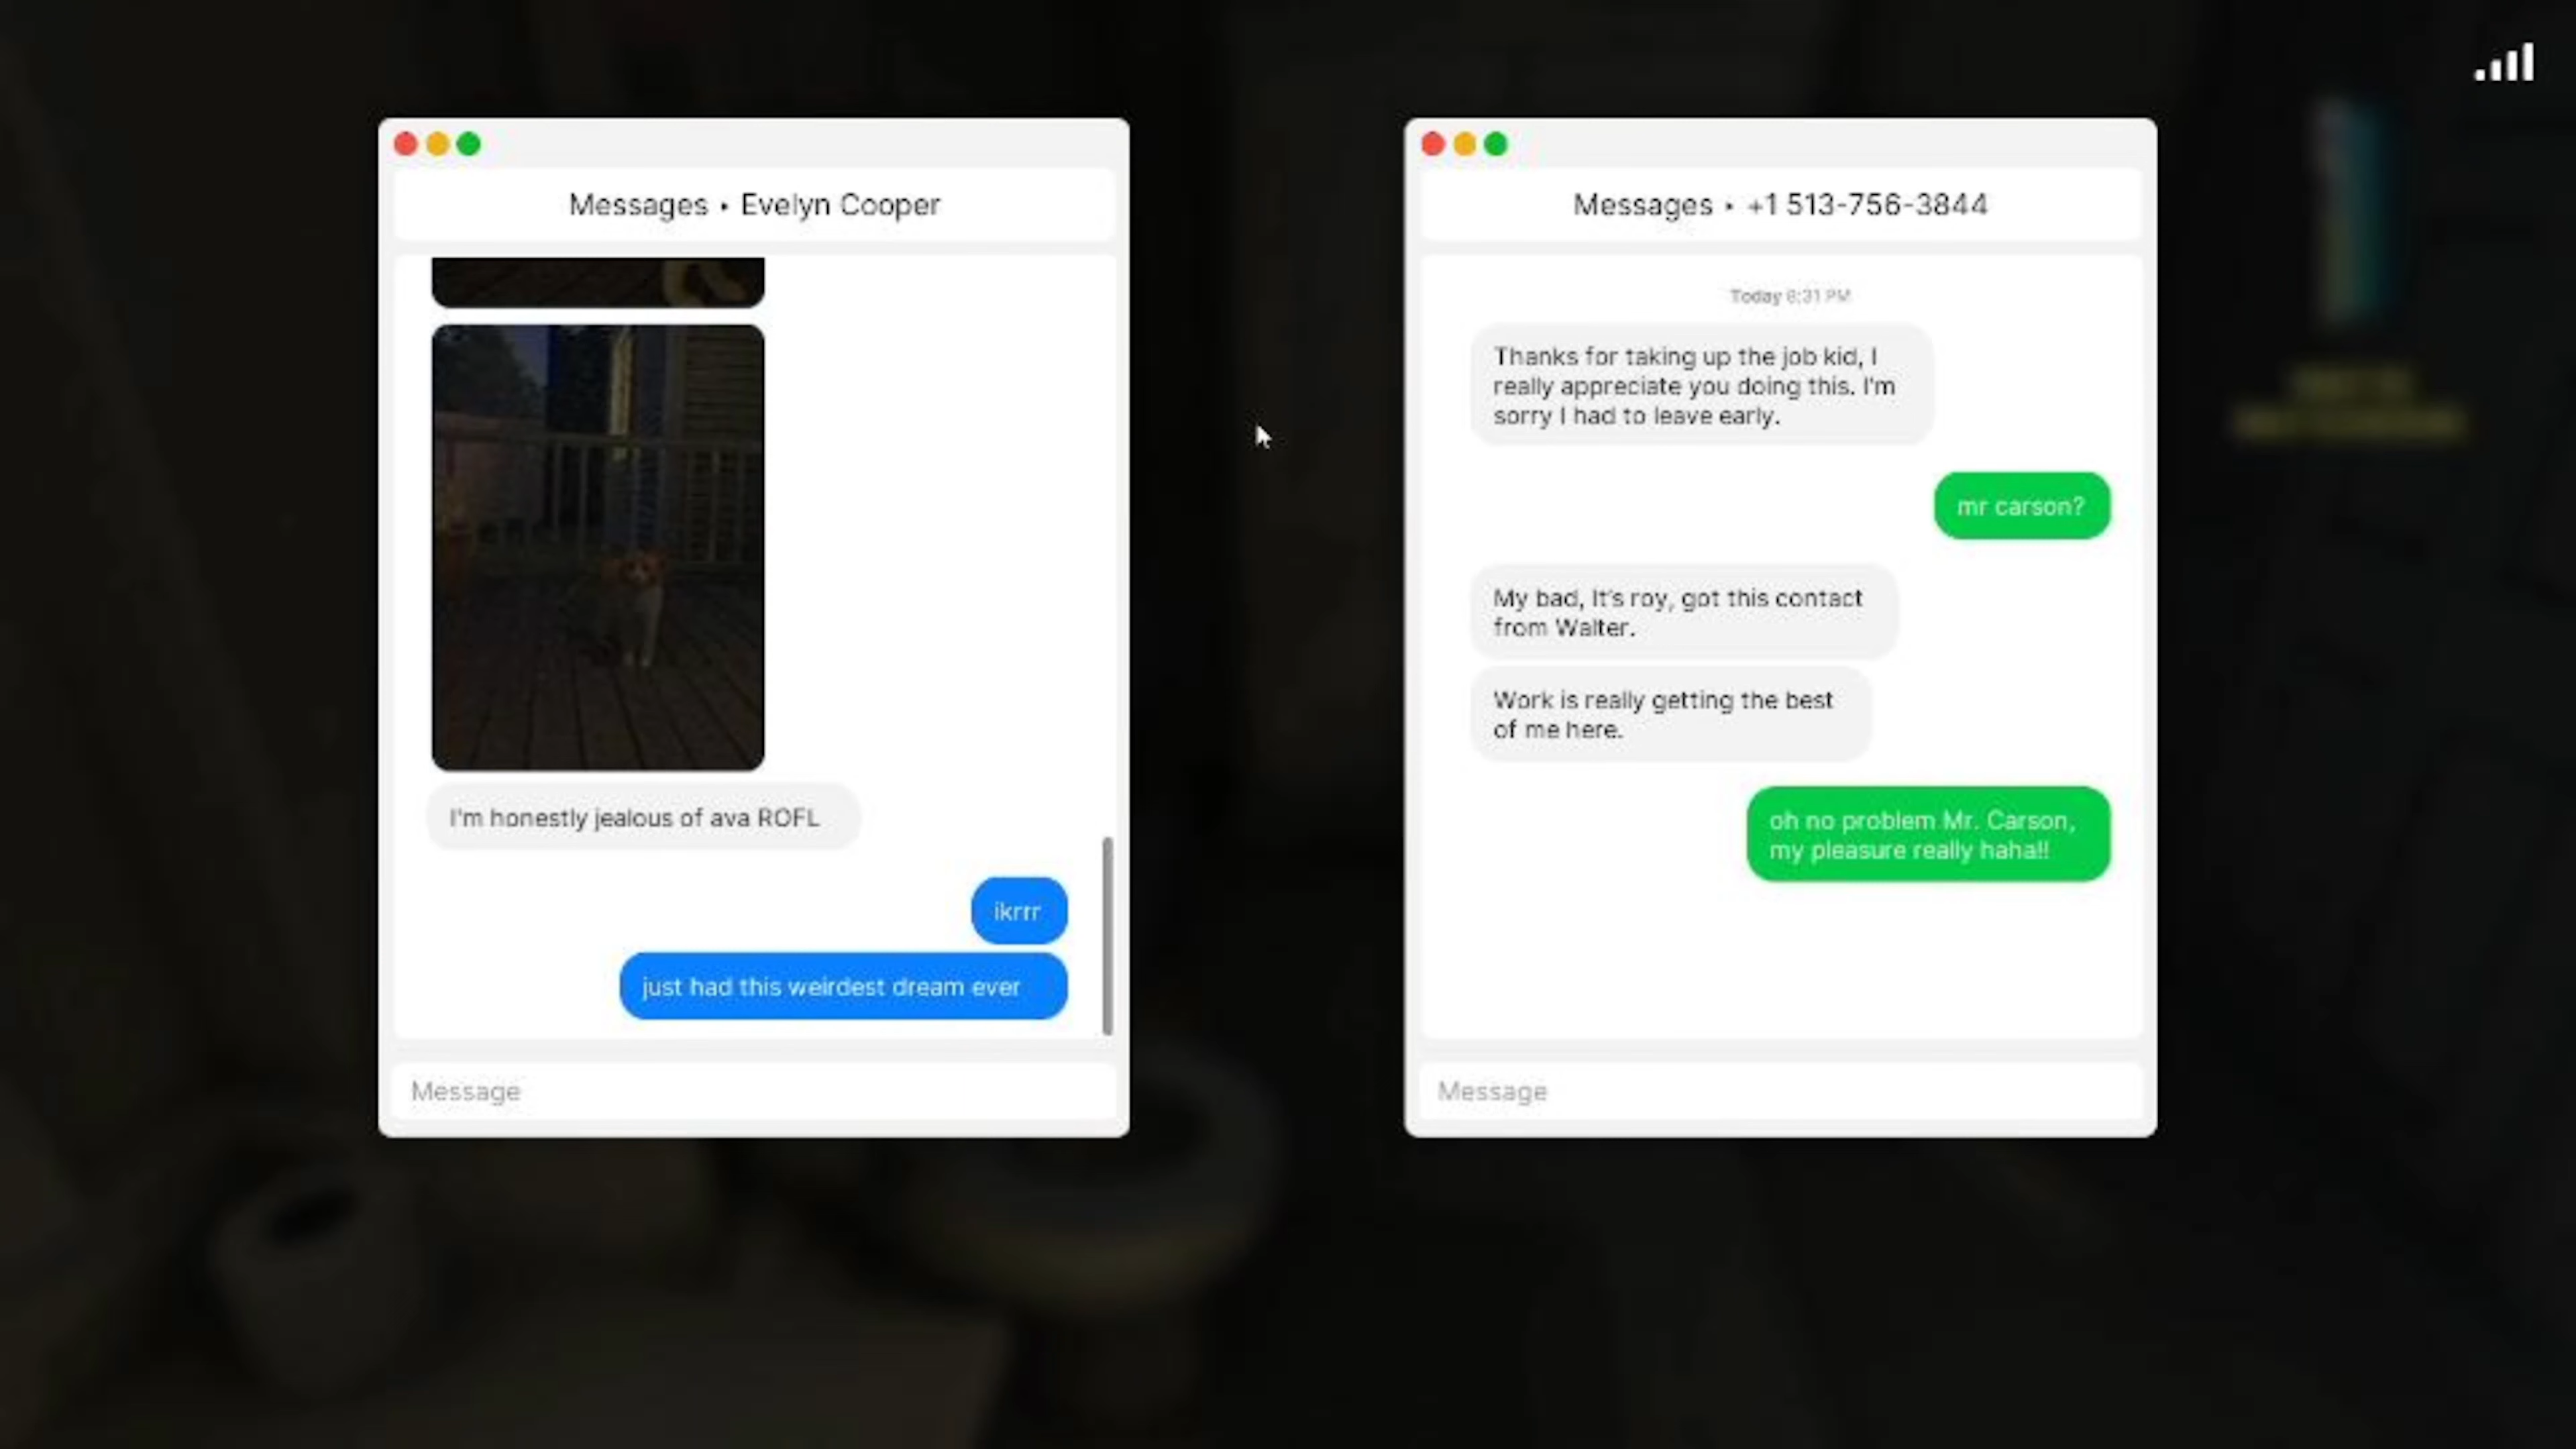 Messages • Evelyn Cooper
I'm honestly jealous of ava ROFL
ikrrr
just had this weirdest dream ever
Message
Messages • +1 513-756-3844
Today 8:31 PM
Thanks for taking up the job kid, I
really appreciate you doing this. I'm
sorry I had to leave early.
mr carson?
My bad, It's roy, got this contact
from Walter.
Work is really getting the best
of me here.
oh no problem Mr. Carson,
my pleasure really haha!!
Message